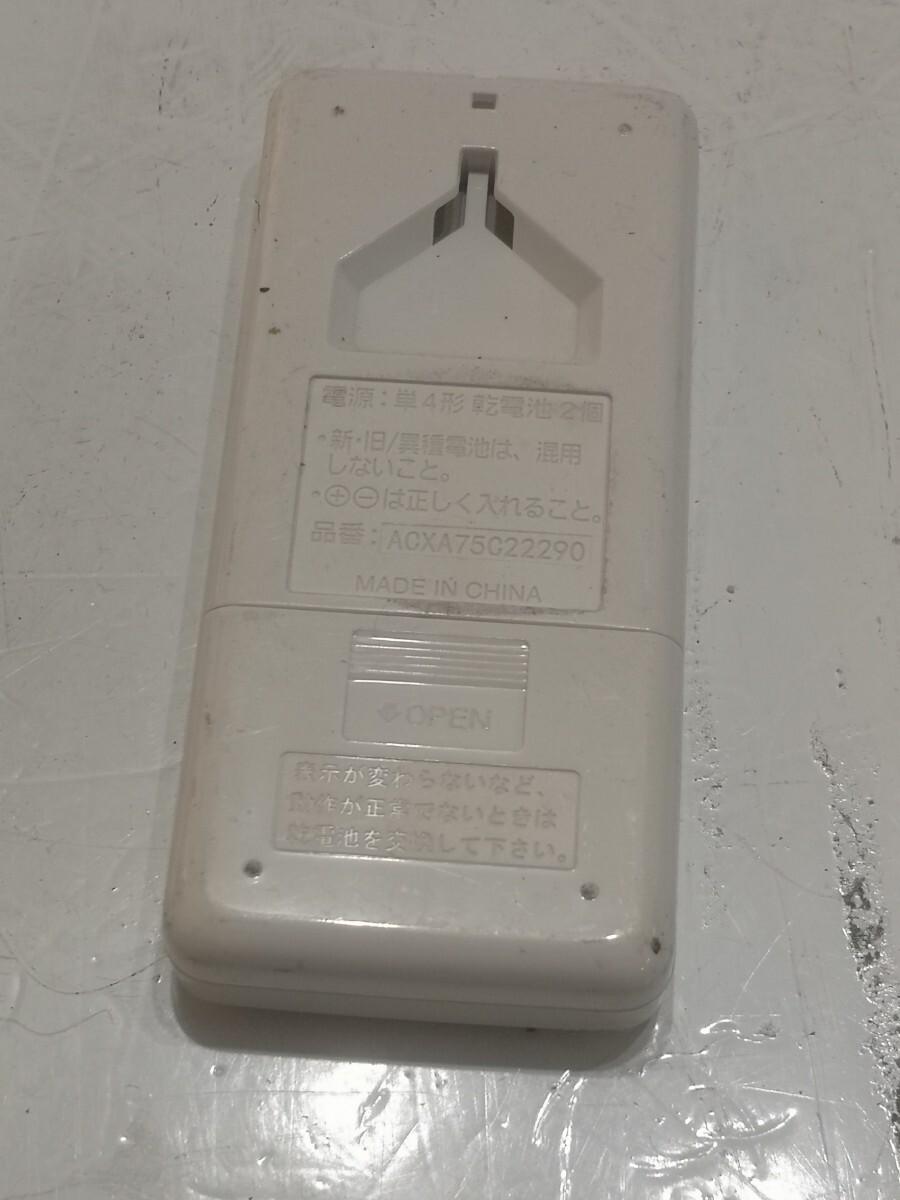 電源：単4形 乾電池2個
・新・旧/異種電池は、混用
しないこと。
・⊕⊖は正しく入れること。
品番：ACXA75C22290
MADE IN CHINA
OPEN
表示が変わらないなど、
動作が正常でないときは
乾電池を交換して下さい。